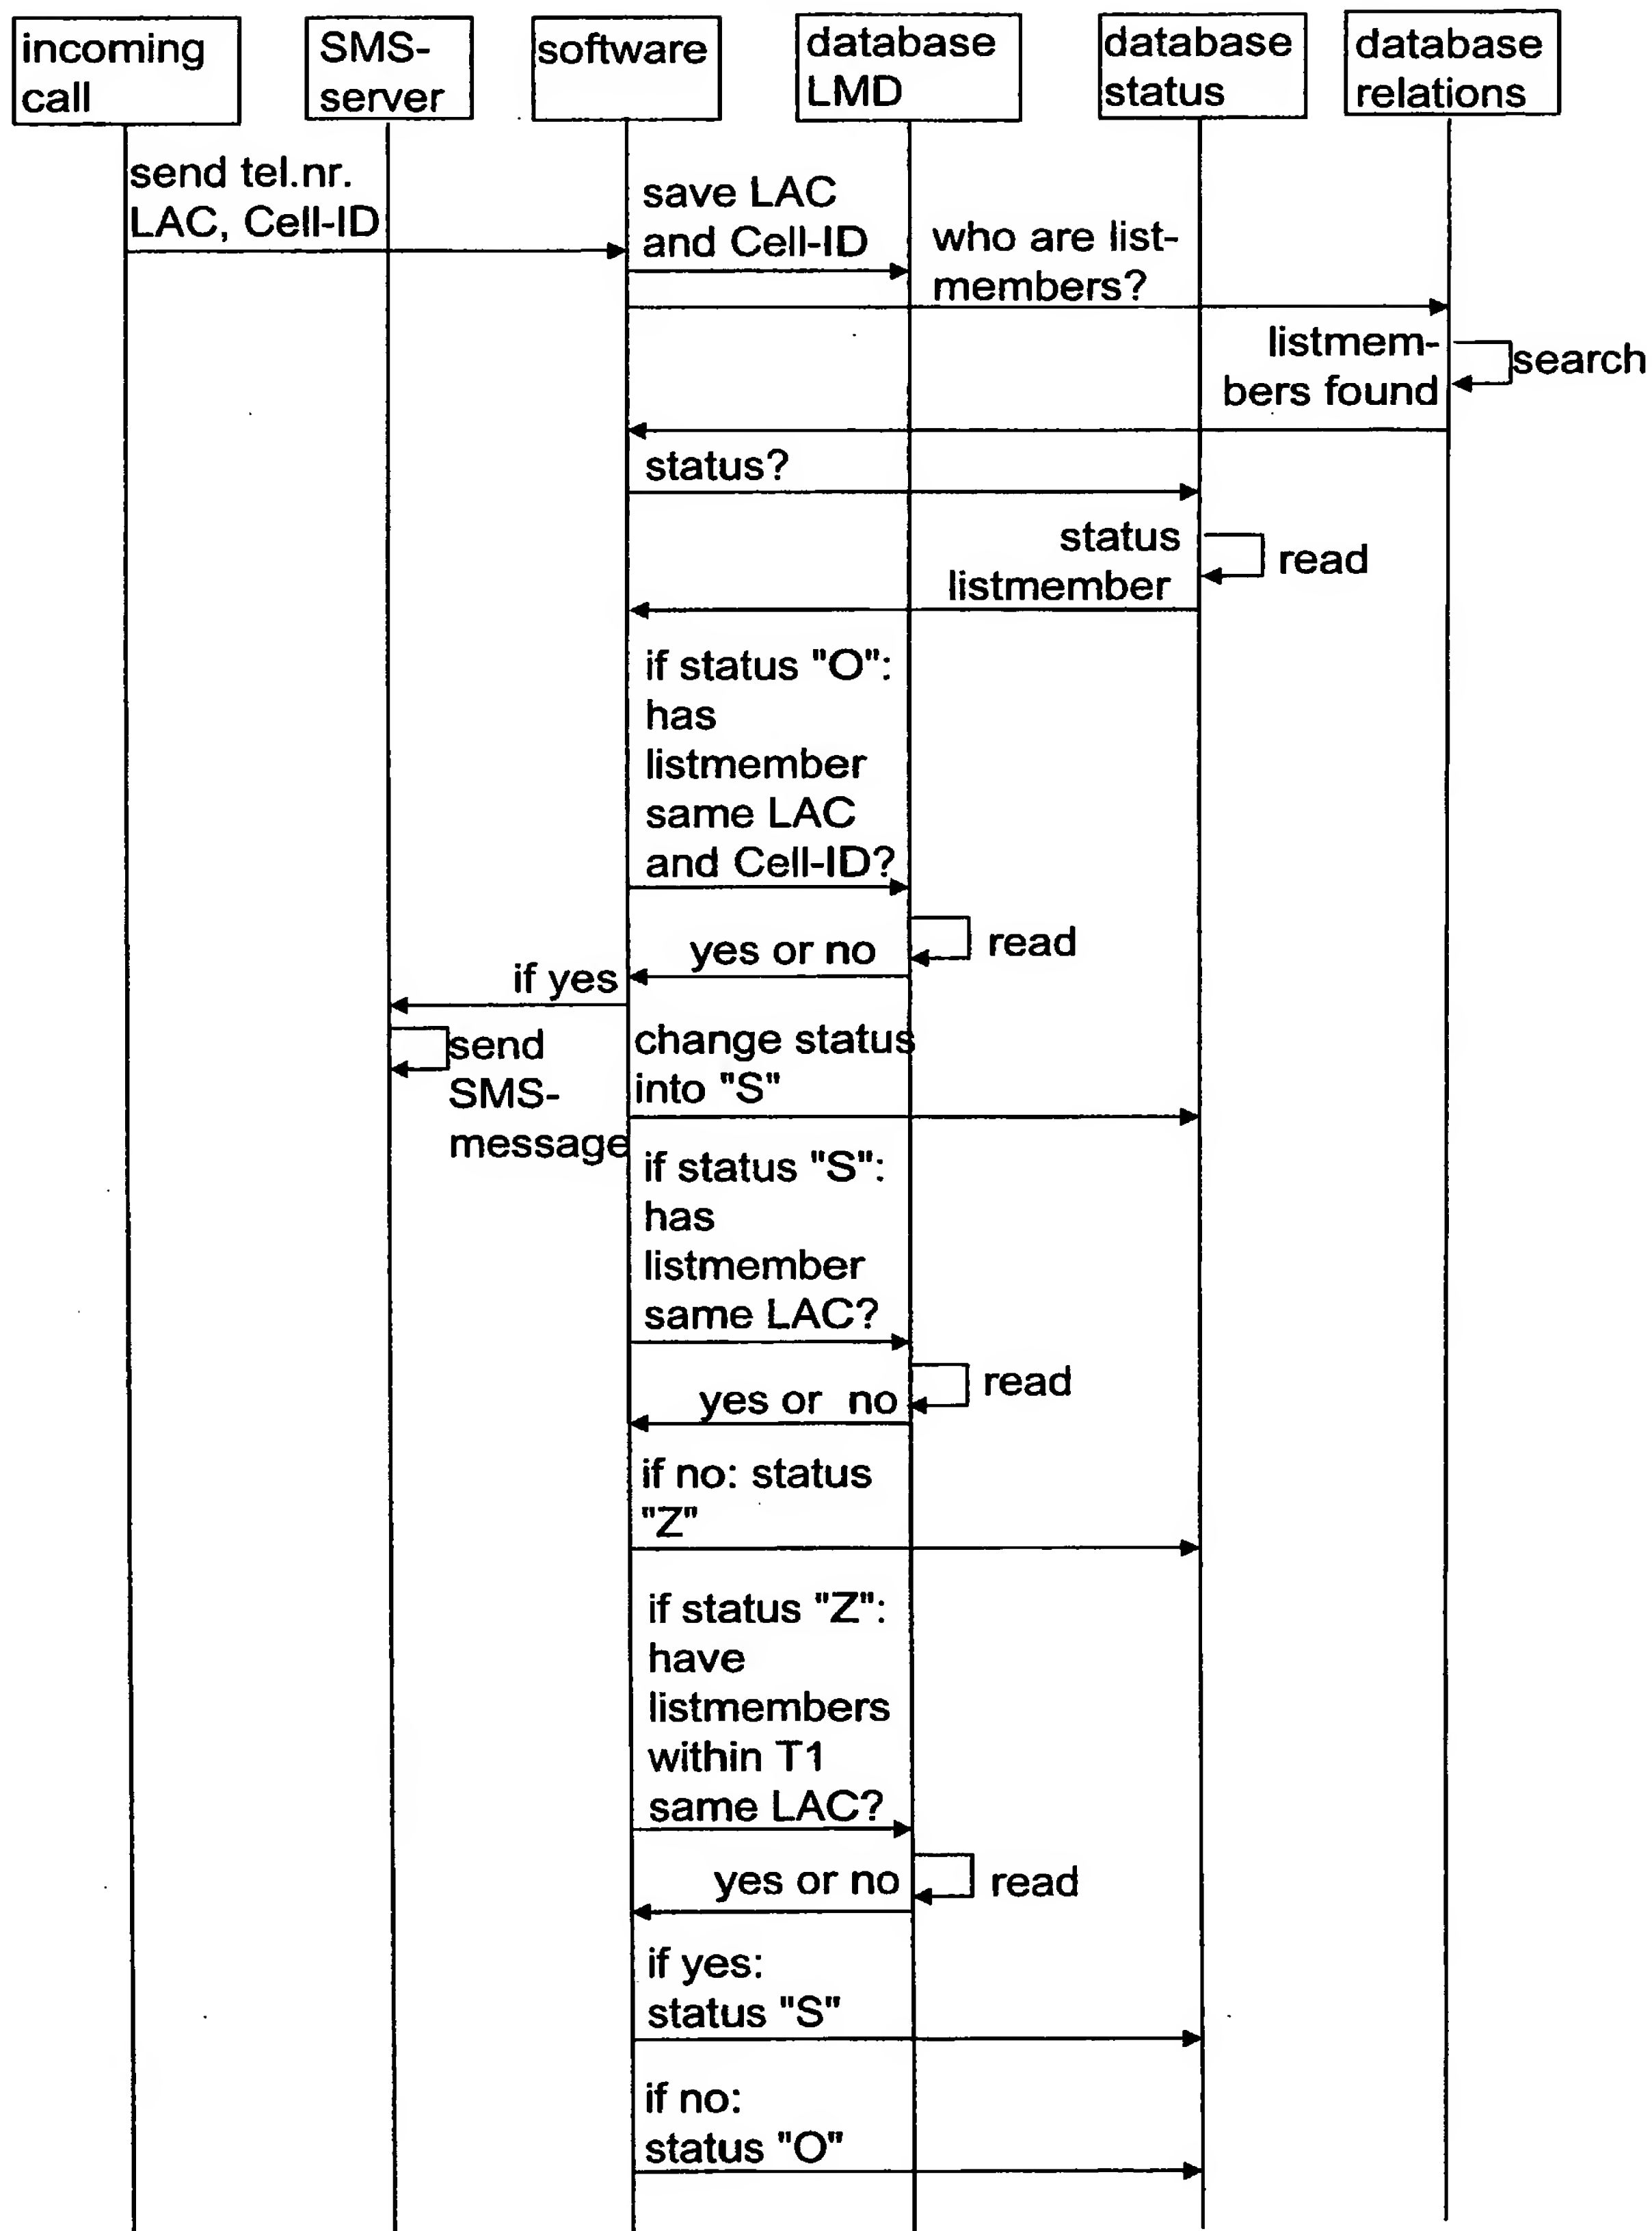 incoming
call
SMS-
server
software
database
LMD
database
status
database
relations
send tel.nr.
LAC, Cell-ID
save LAC
and Cell-ID
who are list-
members?
listmem-
bers found
search
status?
status
listmember
read
if status "O":
has
listmember
same LAC
and Cell-ID?
read
yes or no
if yes
send
SMS-
message
change status
into "S"
if status "S":
has
listmember
same LAC?
read
yes or no
if no: status
"Z"
if status "Z":
have
listmembers
within T1
same LAC?
yes or no
read
if yes:
status "S"
if no:
status "O"